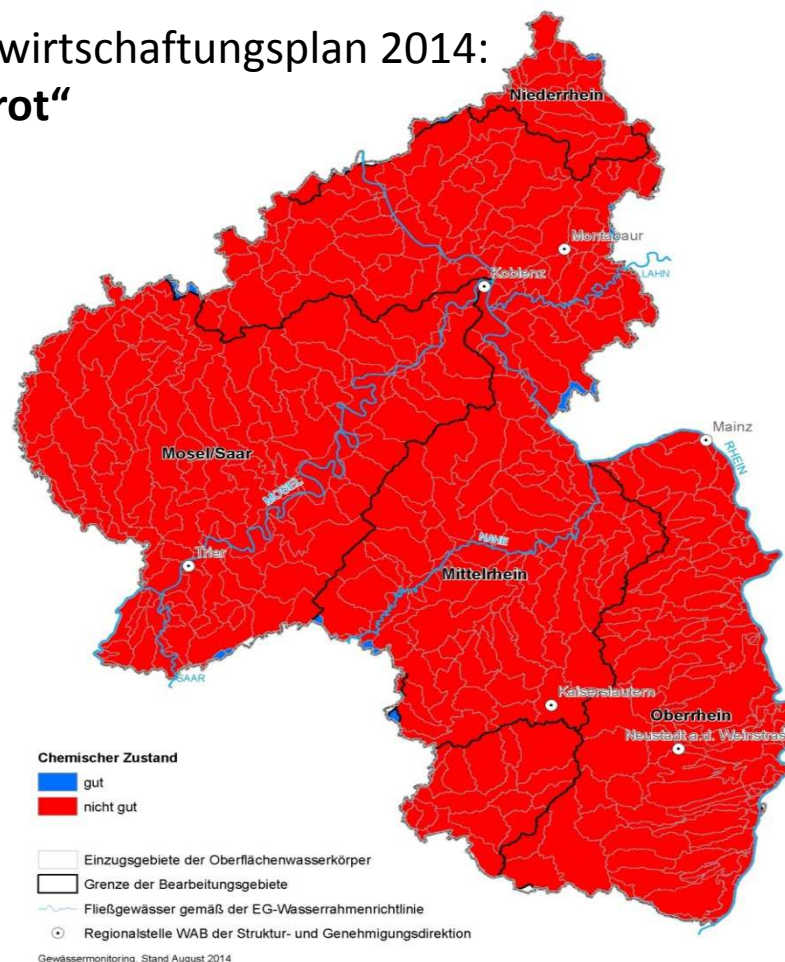 wirtschaftungsplan 2014:
rot“
Niederrhein
Montabaur
Koblenz
LAHN
Mainz
RHEIN
Mosel/Saar
MOSEL
NAHE
Trier
Mittelrhein
SAAR
Kaiserslautern
Oberrhein
Neustadt a.d. Weinstras
Chemischer Zustand
gut
nicht gut
Einzugsgebiete der Oberflächenwasserkörper
Grenze der Bearbeitungsgebiete
Fließgewässer gemäß der EG-Wasserrahmenrichtlinie
Regionalstelle WAB der Struktur- und Genehmigungsdirektion
Gewässermonitoring, Stand August 2014